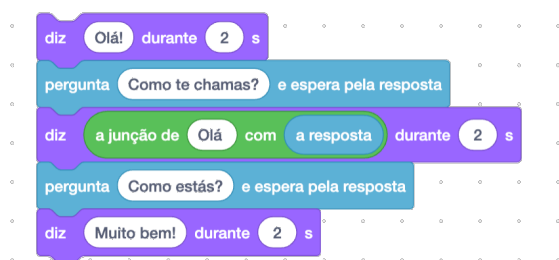 diz Olá! durante 2 s
pergunta Como te chamas? e espera pela resposta
diz a junção de Olá com a resposta durante 2 s
pergunta Como estás? e espera pela resposta
diz Muito bem! durante 2 s